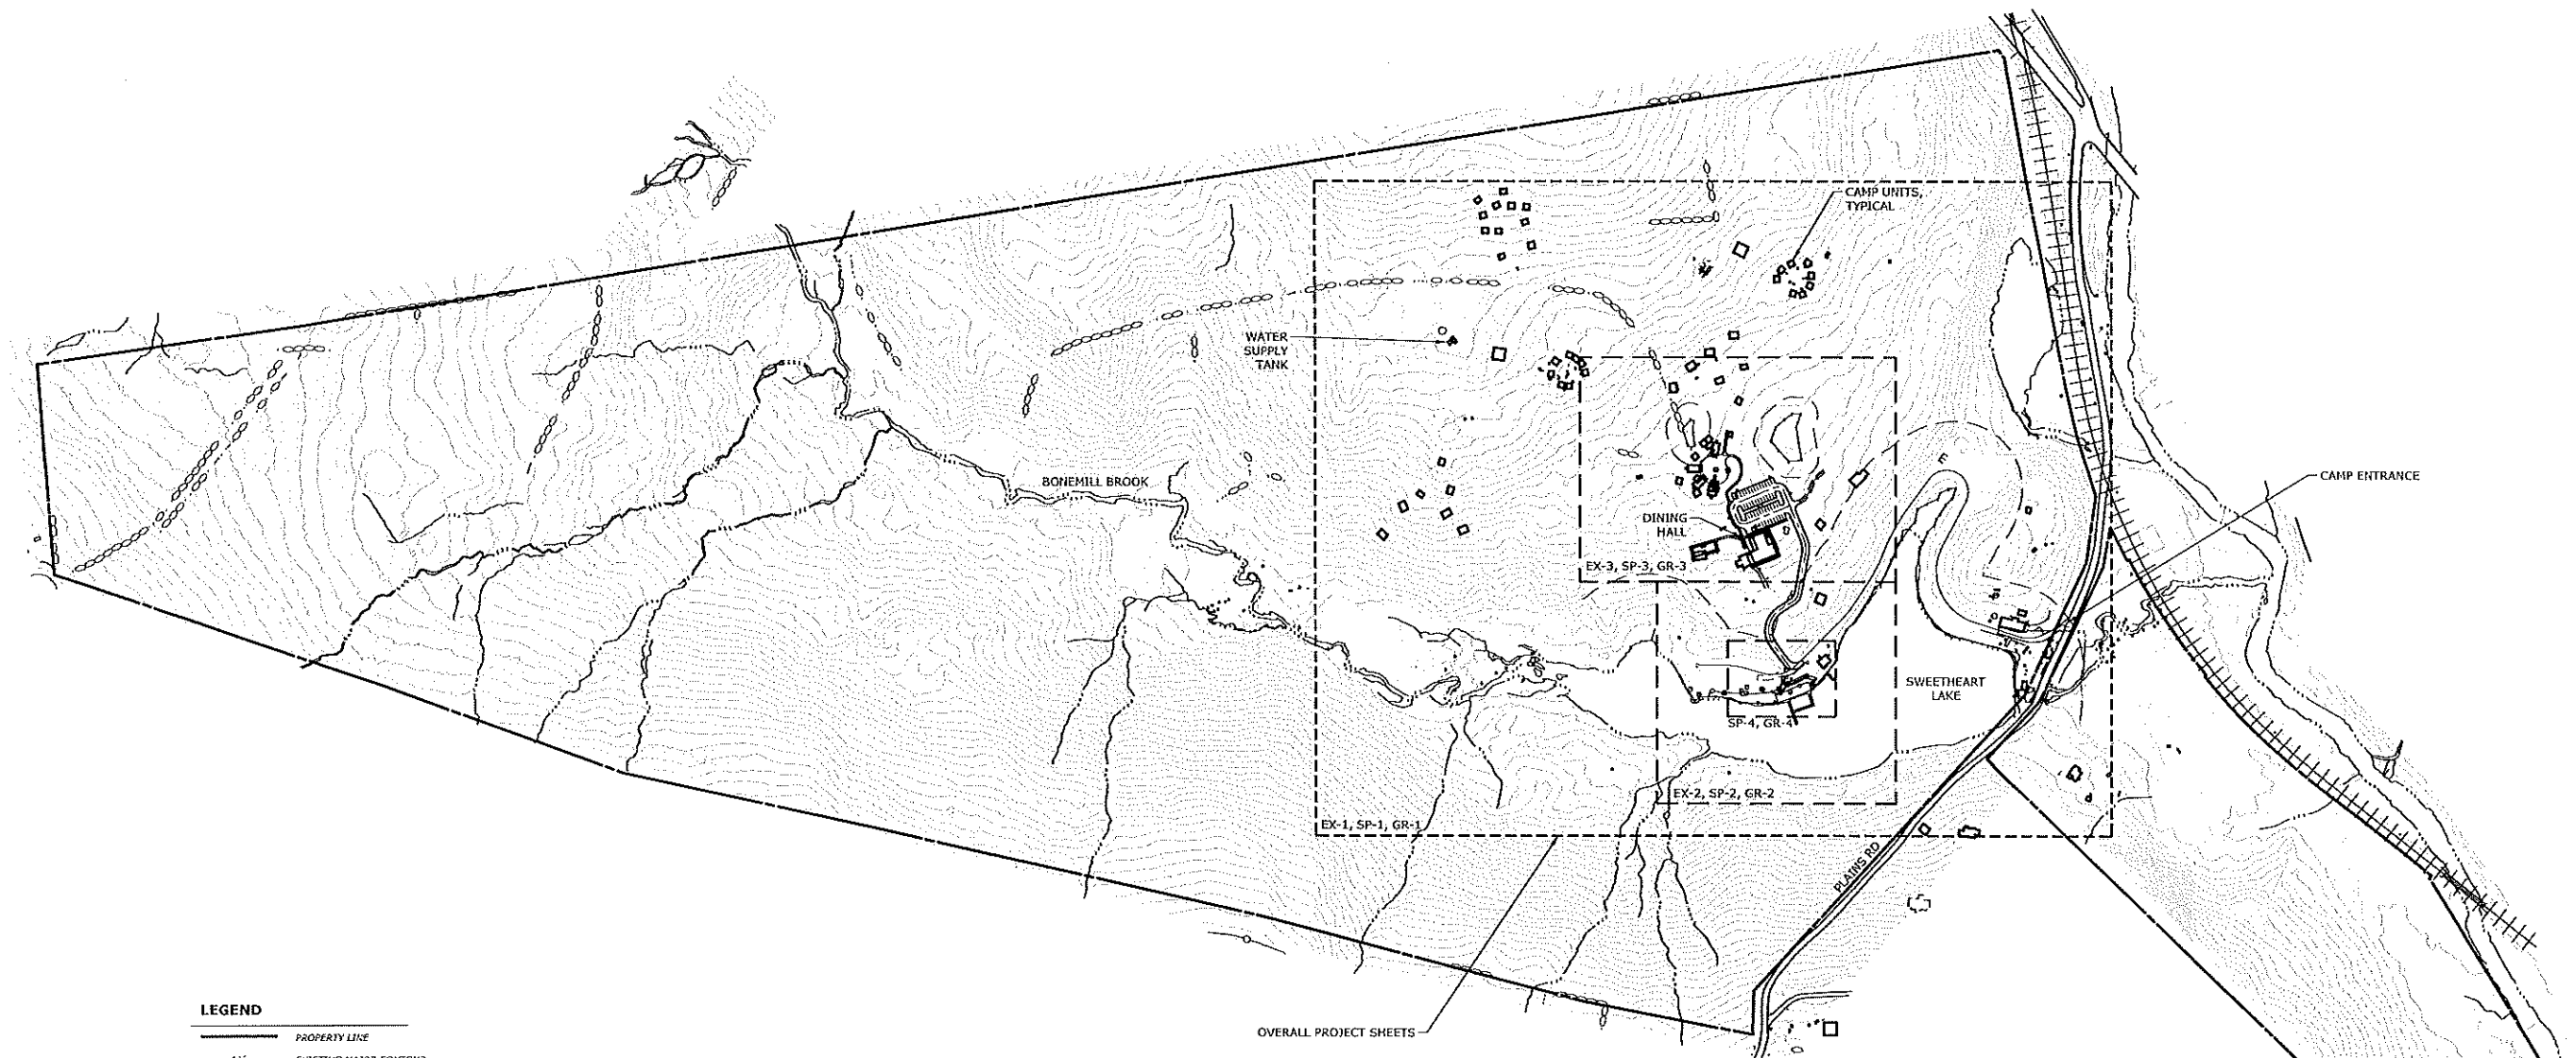 CAMP UNITS,
TYPICAL
WATER
SUPPLY
TANK
BONEMILL BROOK
CAMP ENTRANCE
DINING
HALL
EX-3, SP-3, GR-3
SWEETHEART
LAKE
SP-4, GR-4
EX-2, SP-2, GR-2
EX-1, SP-1, GR-1
PLAINS RD
LEGEND
OVERALL PROJECT SHEETS
PROPERTY LINE